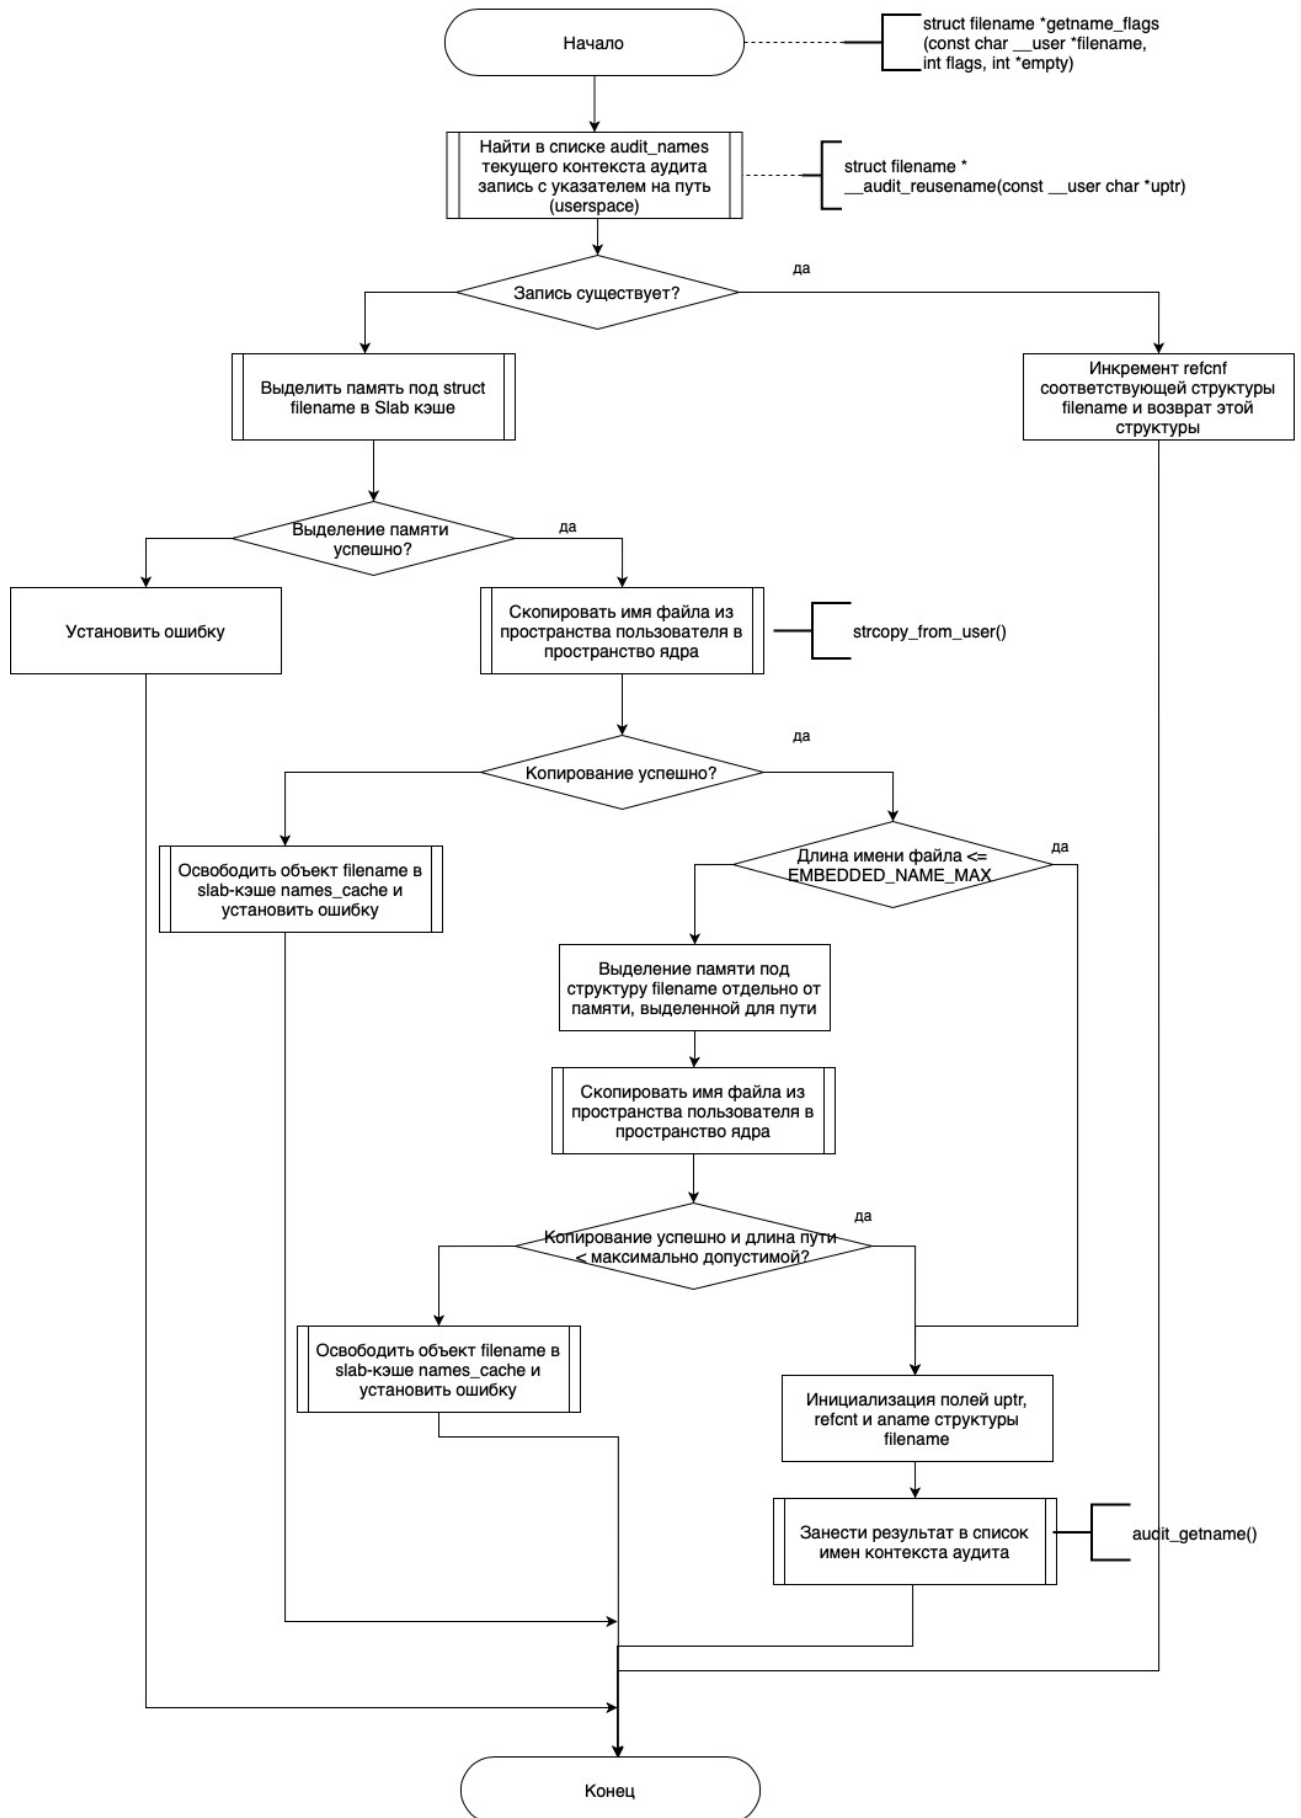 Начало
struct filename *getname_flags
(const char __user *filename,
int flags, int *empty)
Найти в списке audit_names
текущего контекста аудита
запись с указателем на путь
(userspace)
struct filename *
__audit_reusename(const __user char *uptr)
Запись существует?
да
Выделить память под struct
filename в Slab кэше
Инкремент refcnf
соответствующей структуры
filename и возврат этой
структуры
Выделение памяти
успешно?
да
Установить ошибку
Скопировать имя файла из
пространства пользователя в
пространство ядра
strcopy_from_user()
Копирование успешно?
да
Длина имени файла <=
EMBEDDED_NAME_MAX
да
Освободить объект filename в
slab-кэше names_cache и
установить ошибку
Выделение памяти под
структуру filename отдельно от
памяти, выделенной для пути
Скопировать имя файла из
пространства пользователя в
пространство ядра
Копирование успешно и длина пути
< максимально допустимой?
да
Освободить объект filename в
slab-кэше names_cache и
установить ошибку
Инициализация полей uptr,
refcnt и aname структуры
filename
Занести результат в список
имен контекста аудита
audit_getname()
Конец